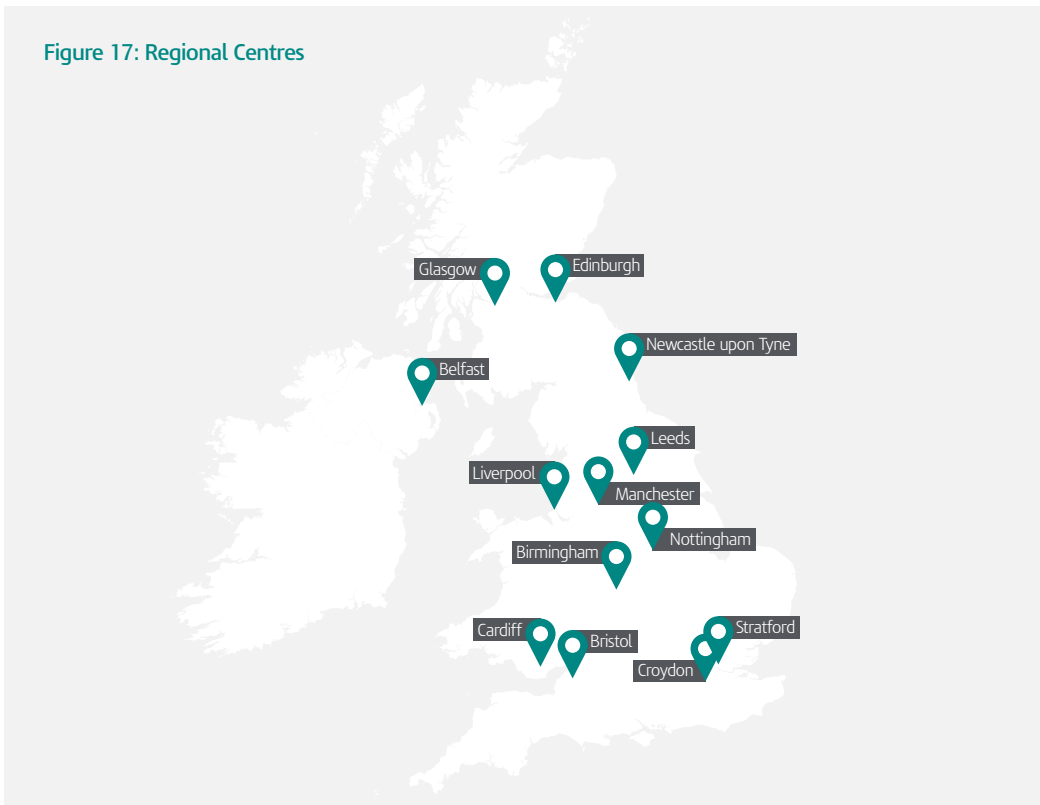 Figure 17: Regional Centres
Glasgow
Edinburgh
Newcastle upon Tyne
Belfast
Leeds
Liverpool
Manchester
Nottingham
Birmingham
Cardiff
Bristol
Stratford
Croydon